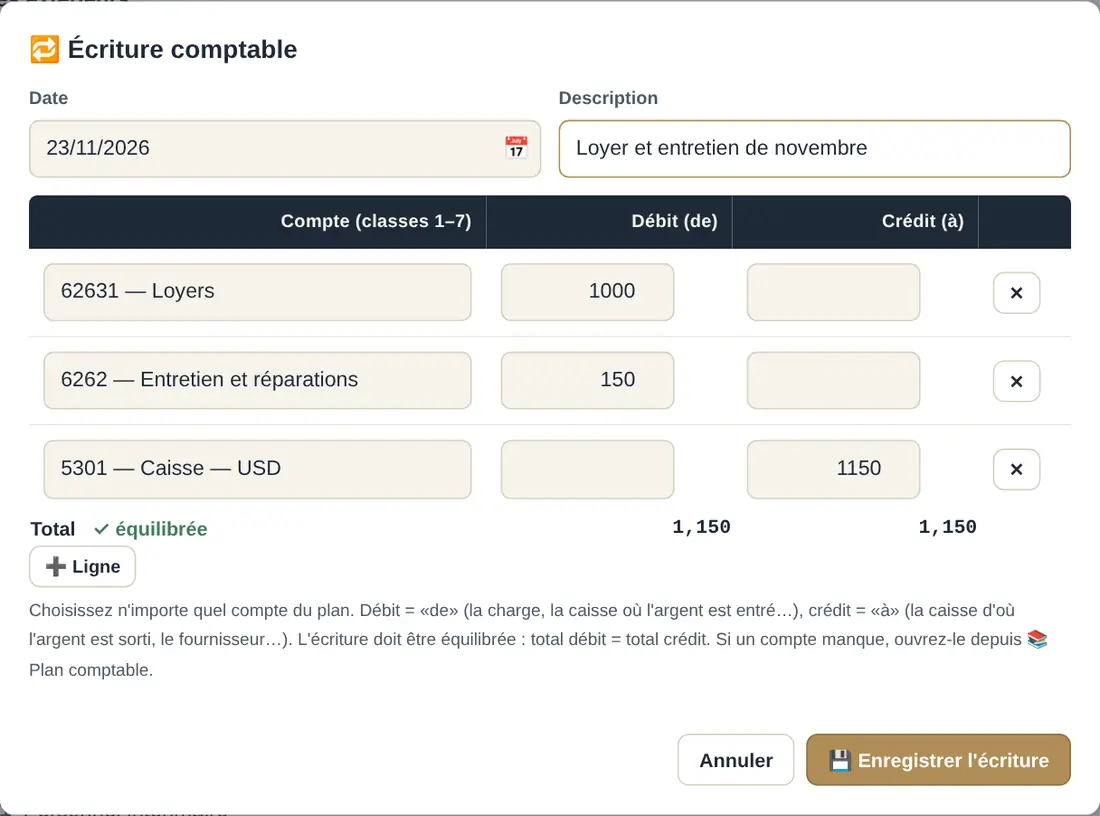 Écriture comptable
Date
Description
23/11/2026
Loyer et entretien de novembre
Compte (classes 1–7)
Débit (de)
Crédit (à)
62631 — Loyers
1000
×
6262 — Entretien et réparations
150
×
5301 — Caisse — USD
1150
×
Total ✓ équilibrée 1,150 1,150
➕ Ligne
Choisissez n'importe quel compte du plan. Débit = «de» (la charge, la caisse où l'argent est entré…), crédit = «à» (la caisse d'où
l'argent est sorti, le fournisseur…). L'écriture doit être équilibrée : total débit = total crédit. Si un compte manque, ouvrez-le depuis 📚
Plan comptable.
Annuler
Enregistrer l'écriture